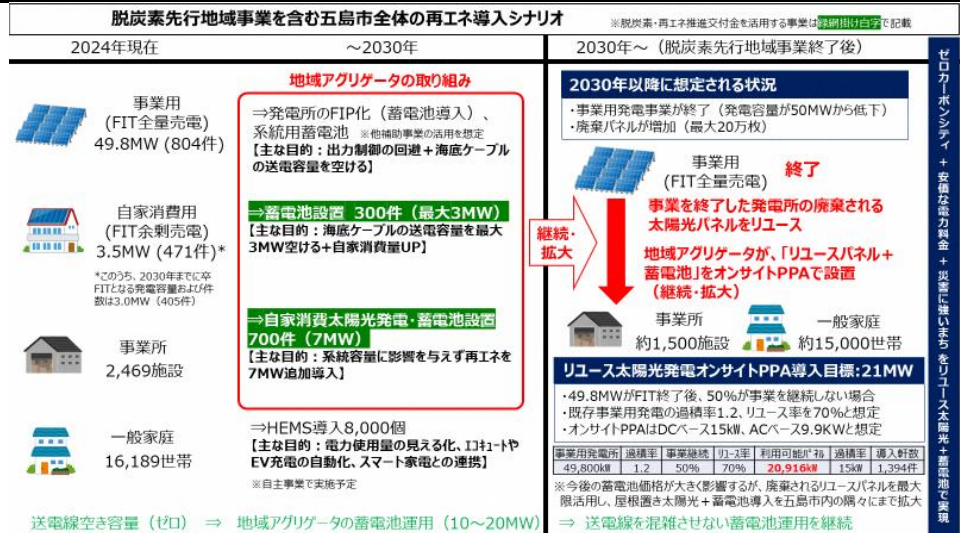 脱炭素先行地域事業を含む五島市全体の再エネ導入シナリオ
※脱炭素・再エネ推進交付金を活用する事業は緑網掛け白字で記載
2024年現在
～2030年
2030年～（脱炭素先行地域事業終了後）
事業用
(FIT全量売電)
49.8MW (804件)
自家消費用
(FIT余剰売電)
3.5MW (471件)*
*このうち、2030年までに卒
FITとなる発電容量および件
数は3.0MW（405件）
事業所
2,469施設
一般家庭
16,189世帯
地域アグリゲータの取り組み
⇒発電所のFIP化（蓄電池導入）、
系統用蓄電池 ※他補助事業の活用を想定
【主な目的：出力制御の回避＋海底ケーブル
の送電容量を空ける】
⇒蓄電池設置 300件（最大3MW）
【主な目的：海底ケーブルの送電容量を最大
3MW空ける+自家消費量UP】
⇒自家消費太陽光発電・蓄電池設置
700件（7MW）
【主な目的：系統容量に影響を与えず再エネを
7MW追加導入】
⇒HEMS導入8,000個
【主な目的：電力使用量の見える化、エコキュートや
EV充電の自動化、スマート家電との連携】
※自主事業で実施予定
継続・
拡大
2030年以降に想定される状況
・事業用発電事業が終了（発電容量が50MWから低下）
・廃棄パネルが増加（最大20万枚）
事業用
(FIT全量売電)
終了
事業を終了した発電所の廃棄される
太陽光パネルをリユース
地域アグリゲータが、「リユースパネル＋
蓄電池」をオンサイトPPAで設置
（継続・拡大）
事業所
約1,500施設
一般家庭
約15,000世帯
リユース太陽光発電オンサイトPPA導入目標:21MW
・49.8MWがFIT終了後、50％が事業を継続しない場合
・既存事業用発電の過積率1.2、リユース率を70％と想定
・オンサイトPPAはDCベース15kW、ACベース9.9KWと想定
事業用発電所 過積率 事業継続 リユース率 利用可能パネル 過積率 導入軒数
49,800kW 1.2 50% 70% 20,916kW 15kW 1,394件
※今後の蓄電池価格が大きく影響するが、廃棄されるリユースパネルを最大
限活用し、屋根置き太陽光＋蓄電池導入を五島市内の隅々にまで拡大
送電線空き容量（ゼロ） ⇒ 地域アグリゲータの蓄電池運用（10～20MW） ⇒ 送電線を混雑させない蓄電池運用を継続
ゼロカーボンシティ + 安価な電力料金 + 災害に強いまち をリユース太陽光＋蓄電池で実現